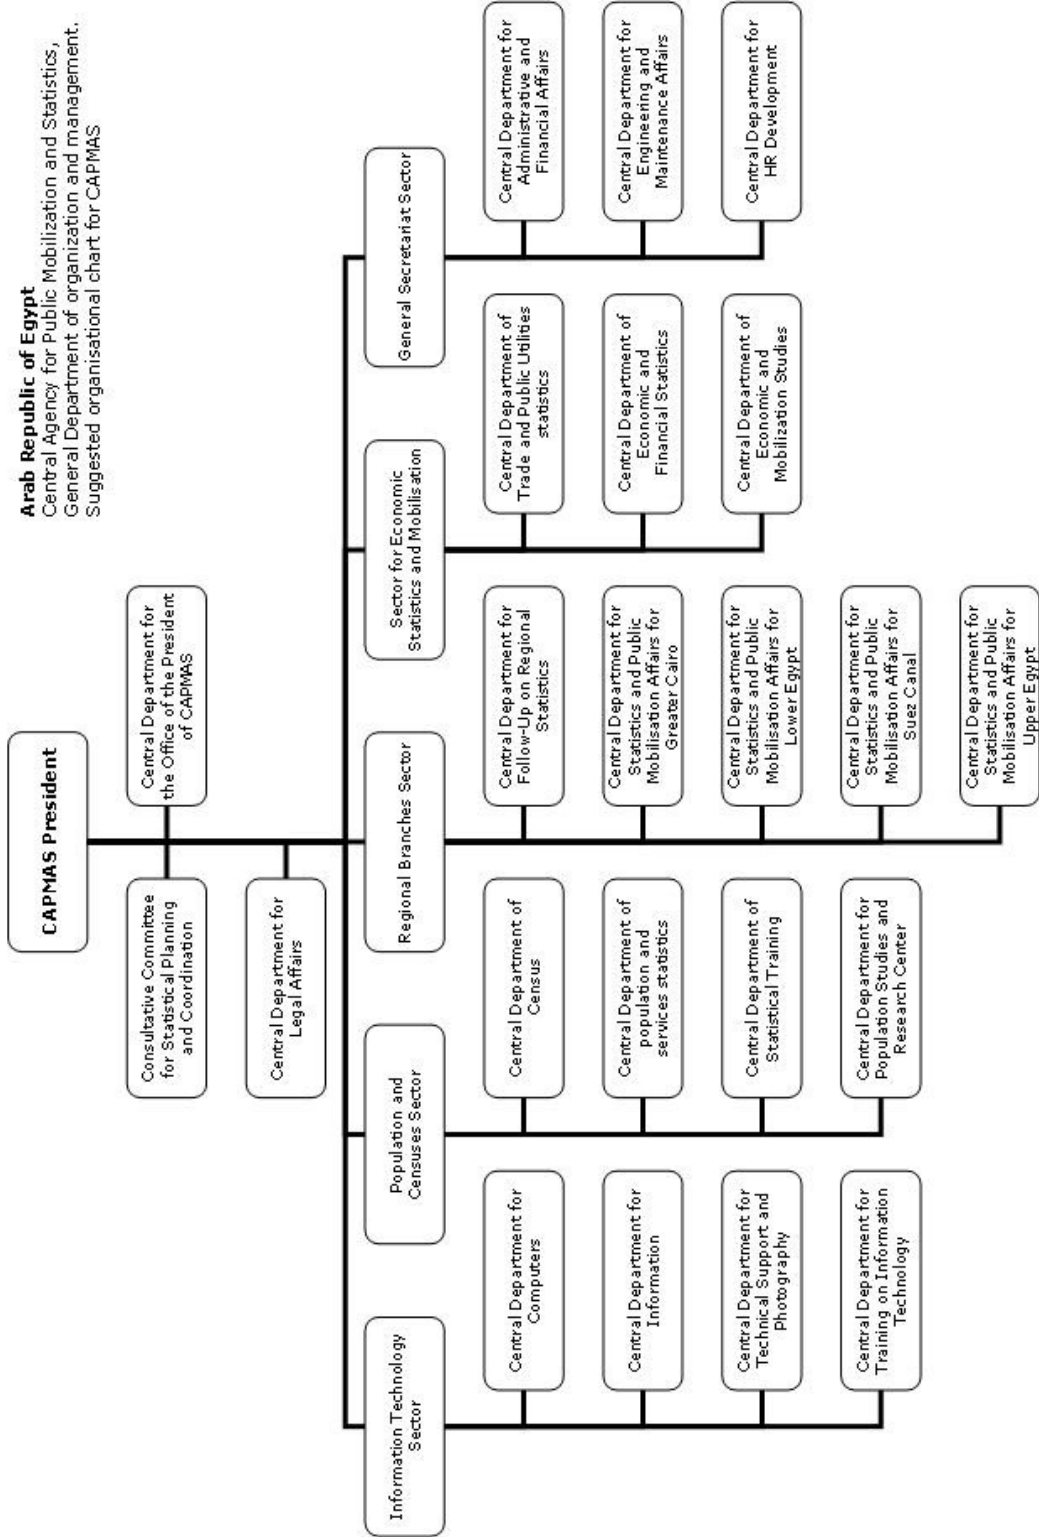 Arab Republic of Egypt
Central Agency for Public Mobilization and Statistics,
General Department of organization and management.
Suggested organisational chart for CAPMAS
CAPMAS President
Consultative Committee
for Statistical Planning
and Coordination
Central Department for
the Office of the President
of CAPMAS
Central Department for
Legal Affairs
Information Technology
Sector
Central Department for
Computers
Central Department for
Information
Central Department for
Technical Support and
Photography
Central Department for
Training on Information
Technology
Population and
Censuses Sector
Central Department of
Census
Central Department of
population and
services statistics
Central Department of
Statistical Training
Central Department for
Population Studies and
Research Center
Regional Branches Sector
Central Department for
Follow-Up on Regional
Statistics
Central Department for
Statistics and Public
Mobilisation Affairs for
Greater Cairo
Central Department for
Statistics and Public
Mobilisation Affairs for
Lower Egypt
Central Department for
Statistics and Public
Mobilisation Affairs for
Suez Canal
Central Department for
Statistics and Public
Mobilisation Affairs for
Upper Egypt
Sector for Economic
Statistics and Mobilisation
Central Department of
Trade and Public Utilities
statistics
Central Department of
Economic and
Financial Statistics
Central Department of
Economic and
Mobilization Studies
General Secretariat Sector
Central Department for
Administrative and
Financial Affairs
Central Department for
Engineering and
Maintenance Affairs
Central Department for
HR Development